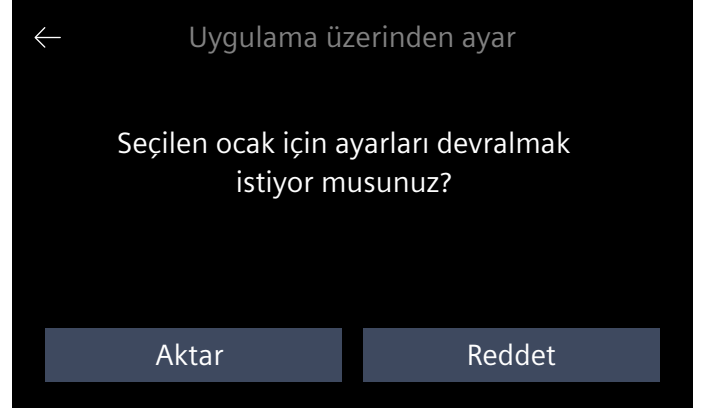 Uygulama üzerinden ayar
Seçilen ocak için ayarları devralmak
istiyor musunuz?
Aktar
Reddet